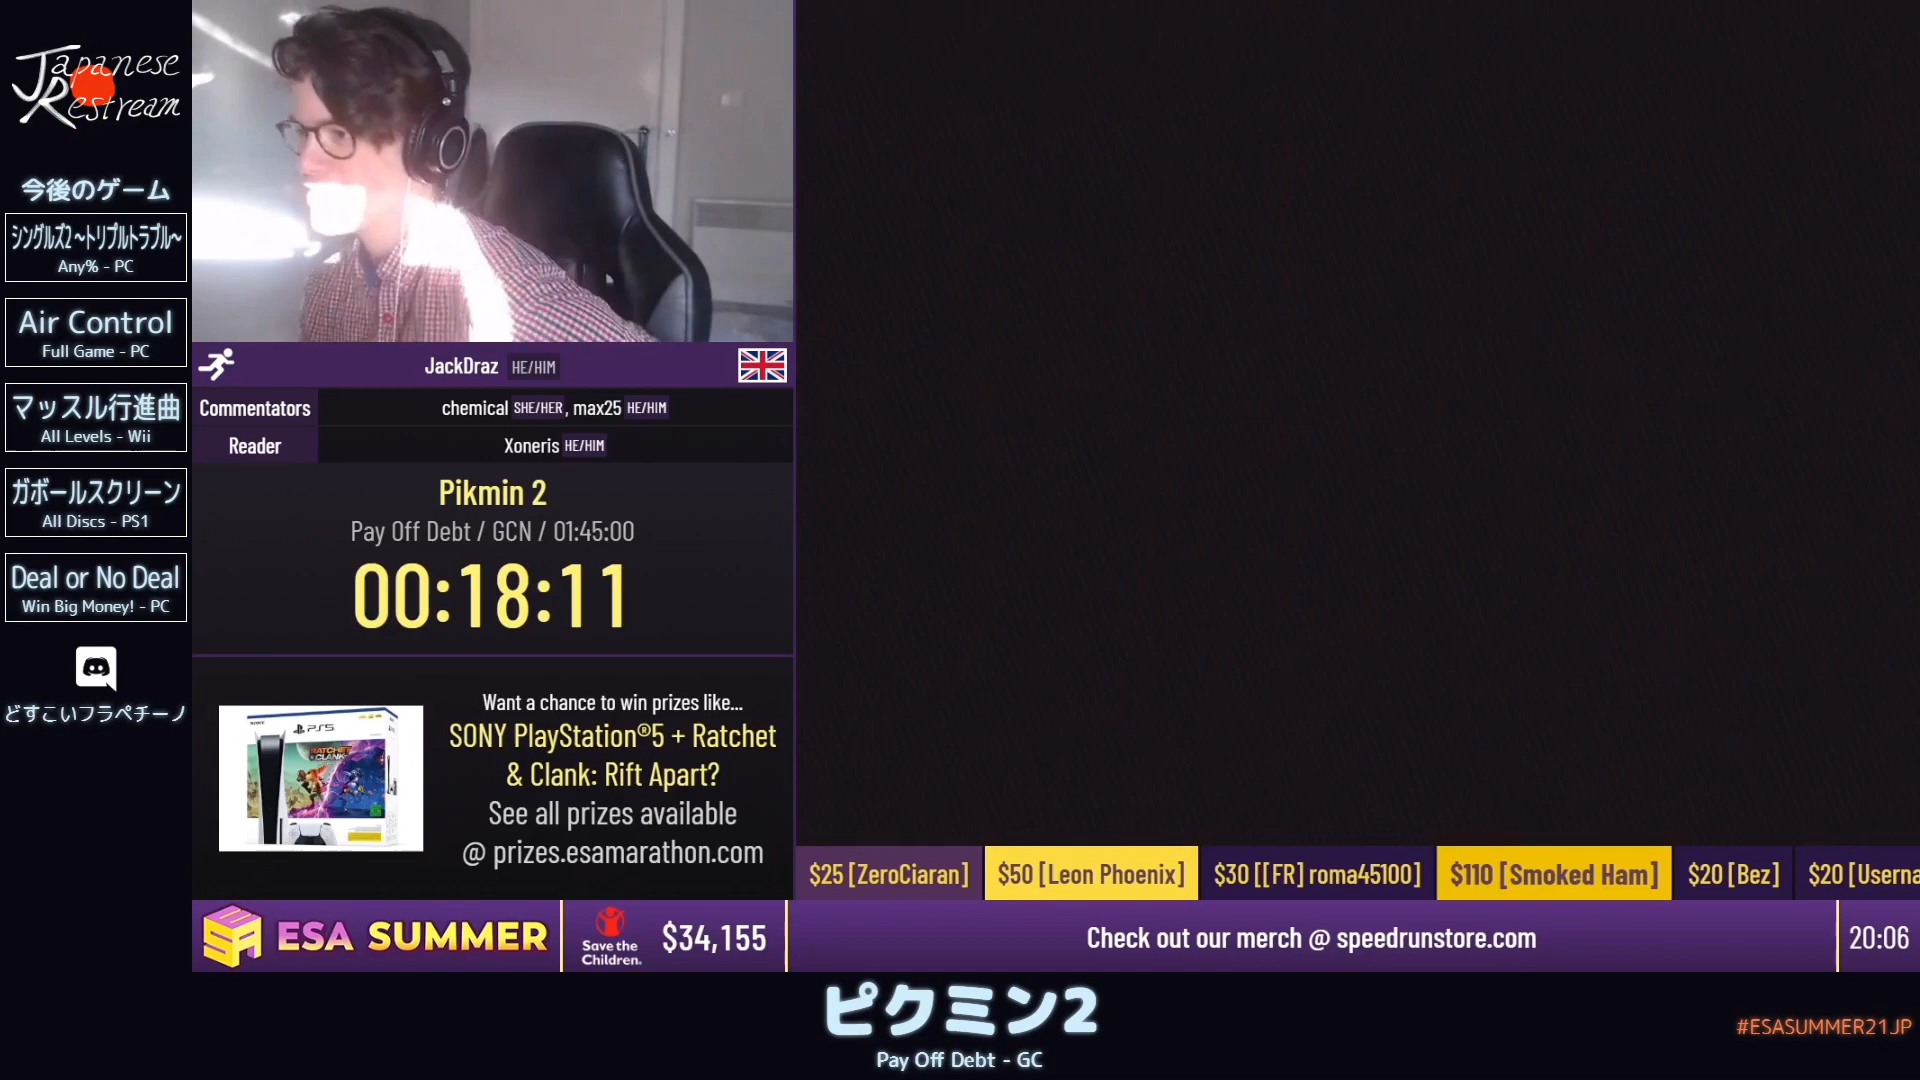 Japanese
Restream
今後のゲーム
シングルズ2～トリプルトラブル～
Any% - PC
Air Control
Full Game - PC
マッスル行進曲
All Levels - Wii
ガボールスクリーン
All Discs - PS1
Deal or No Deal
Win Big Money! - PC
どすこいフラペチーノ
JackDraz HE/HIM
Commentators
chemical SHE/HER, max25 HE/HIM
Reader
Xoneris HE/HIM
Pikmin 2
Pay Off Debt / GCN / 01:45:00
00:18:11
SONY
PS5
RATCHET
CLANK
Want a chance to win prizes like...
SONY PlayStation®5 + Ratchet
& Clank: Rift Apart?
See all prizes available
@ prizes.esamarathon.com
$25 [ZeroCiaran]
$50 [Leon Phoenix]
$30 [[FR] roma45100]
$110 [Smoked Ham]
$20 [Bez]
$20 [Userna
ESA SUMMER
Save the
Children.
$34,155
Check out our merch @ speedrunstore.com
20:06
ピクミン2
Pay Off Debt - GC
#ESASUMMER21JP